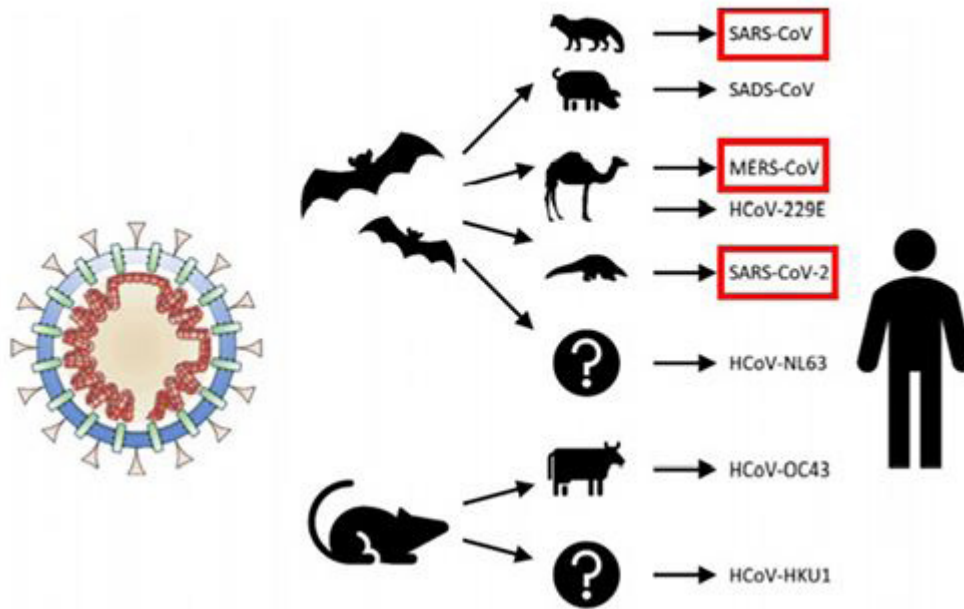 SARS-CoV
SADS-CoV
MERS-CoV
HCoV-229E
SARS-CoV-2
?
HCoV-NL63
HCoV-OC43
?
HCoV-HKU1